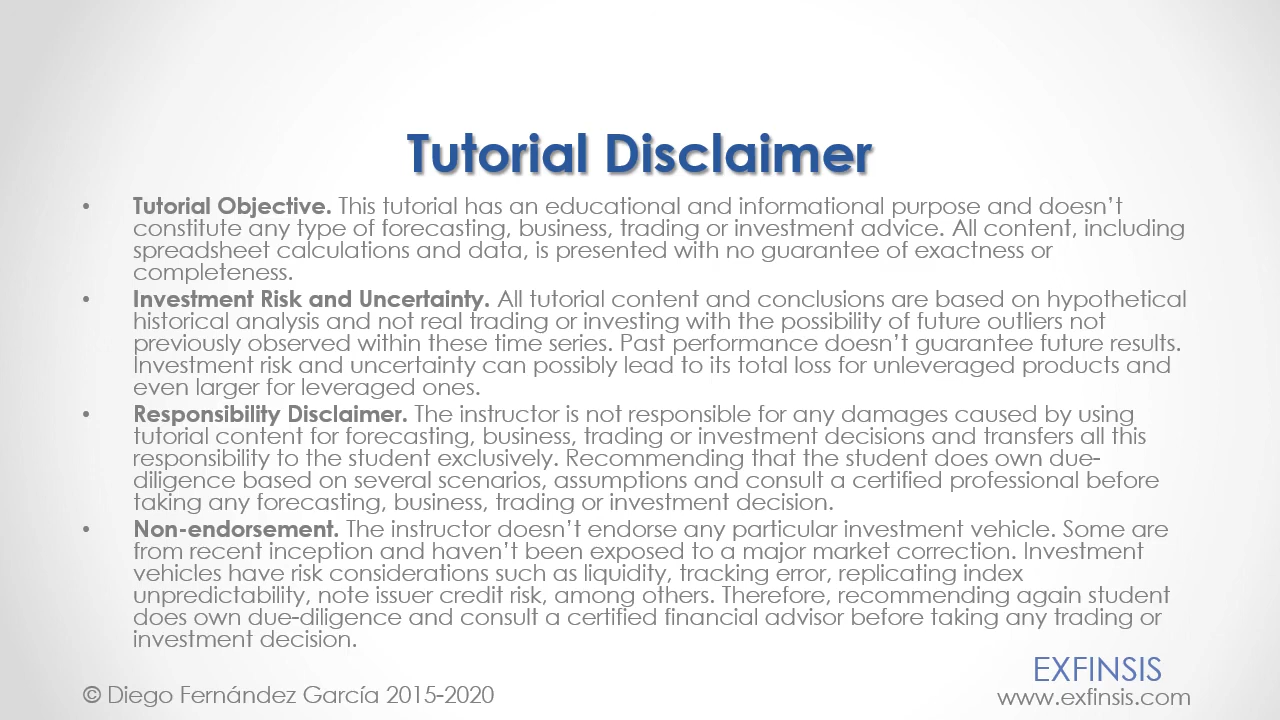 Tutorial Disclaimer
• Tutorial Objective. This tutorial has an educational and informational purpose and doesn’t
constitute any type of forecasting, business, trading or investment advice. All content, including
spreadsheet calculations and data, is presented with no guarantee of exactness or
completeness.
• Investment Risk and Uncertainty. All tutorial content and conclusions are based on hypothetical
historical analysis and not real trading or investing with the possibility of future outliers not
previously observed within these time series. Past performance doesn’t guarantee future results.
Investment risk and uncertainty can possibly lead to its total loss for unleveraged products and
even larger for leveraged ones.
• Responsibility Disclaimer. The instructor is not responsible for any damages caused by using
tutorial content for forecasting, business, trading or investment decisions and transfers all this
responsibility to the student exclusively. Recommending that the student does own due-
diligence based on several scenarios, assumptions and consult a certified professional before
taking any forecasting, business, trading or investment decision.
• Non-endorsement. The instructor doesn’t endorse any particular investment vehicle. Some are
from recent inception and haven’t been exposed to a major market correction. Investment
vehicles have risk considerations such as liquidity, tracking error, replicating index
unpredictability, note issuer credit risk, among others. Therefore, recommending again student
does own due-diligence and consult a certified financial advisor before taking any trading or
investment decision.
EXFINSIS
© Diego Fernández García 2015-2020
www.exfinsis.com